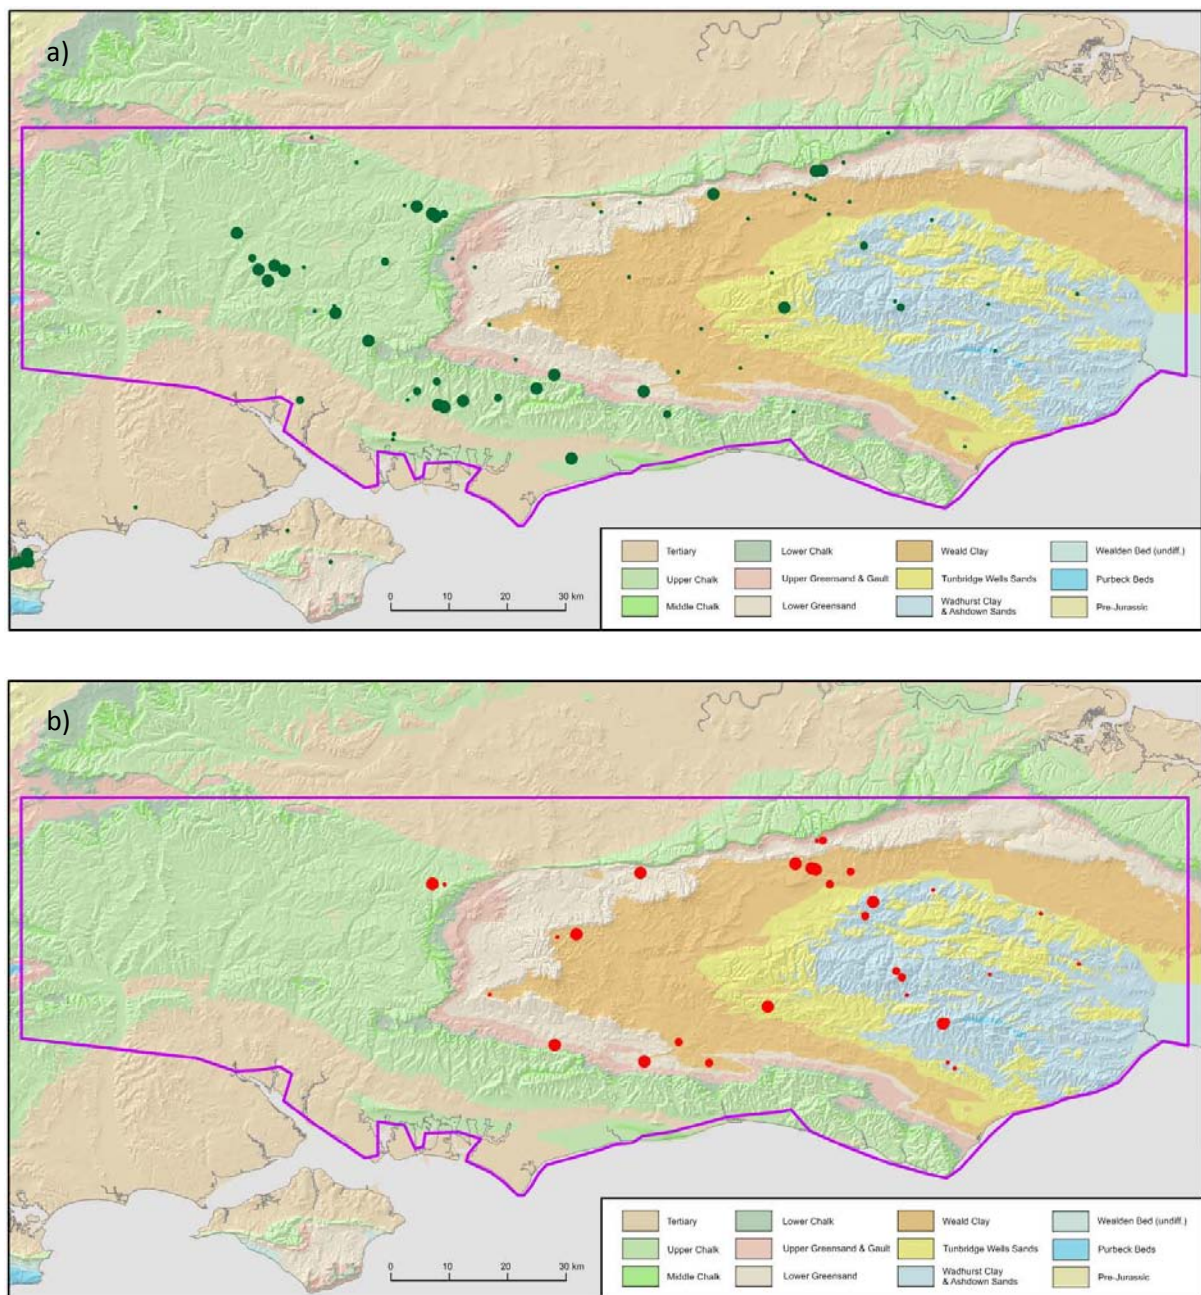 a)
Tertiary
Lower Chalk
Weald Clay
Wealden Bed (undiff.)
Upper Chalk
Upper Greensand & Gault
Tunbridge Wells Sands
Purbeck Beds
Middle Chalk
Lower Greensand
Wadhurst Clay
& Ashdown Sands
Pre-Jurassic
0 10 20 30 km
b)
Tertiary
Lower Chalk
Weald Clay
Wealden Bed (undiff.)
Upper Chalk
Upper Greensand & Gault
Tunbridge Wells Sands
Purbeck Beds
Middle Chalk
Lower Greensand
Wadhurst Clay
& Ashdown Sands
Pre-Jurassic
0 10 20 30 km